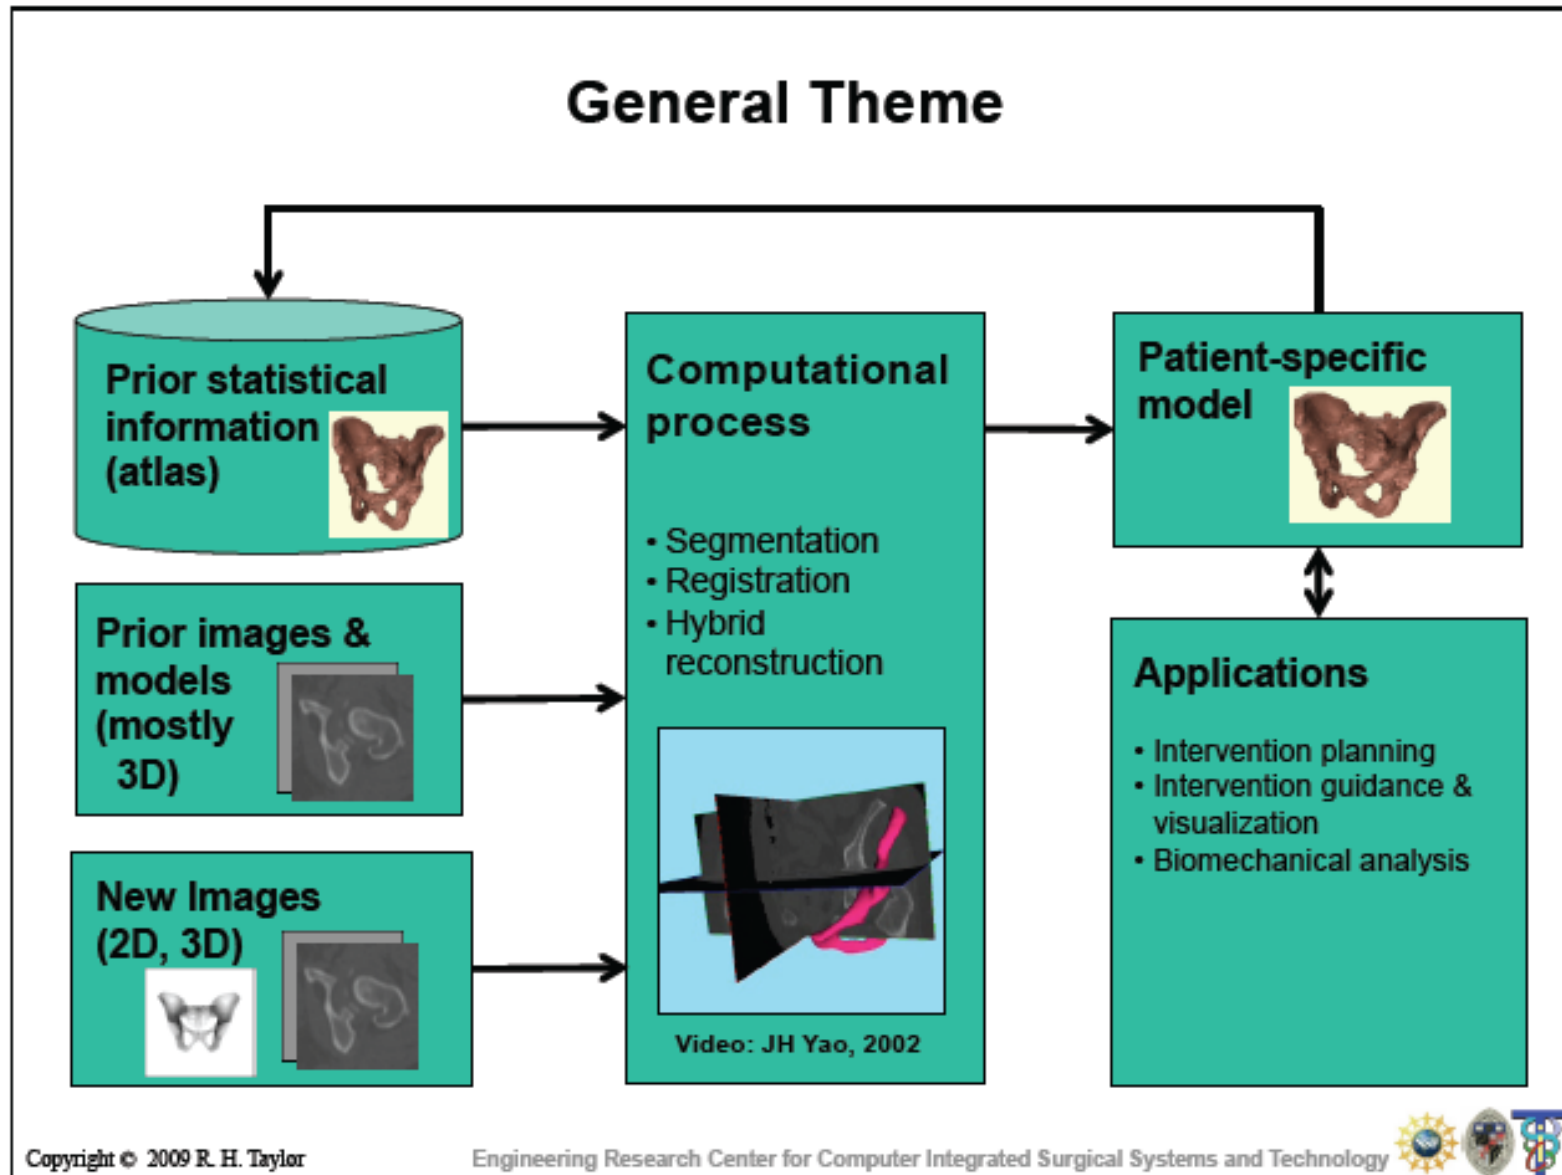 General Theme
Prior statistical
information
(atlas)
Prior images &
models
(mostly
3D)
New Images
(2D, 3D)
Computational
process
• Segmentation
• Registration
• Hybrid
reconstruction
Video: JH Yao, 2002
Patient-specific
model
Applications
• Intervention planning
• Intervention guidance &
visualization
• Biomechanical analysis
Copyright © 2009 R. H. Taylor
Engineering Research Center for Computer Integrated Surgical Systems and Technology